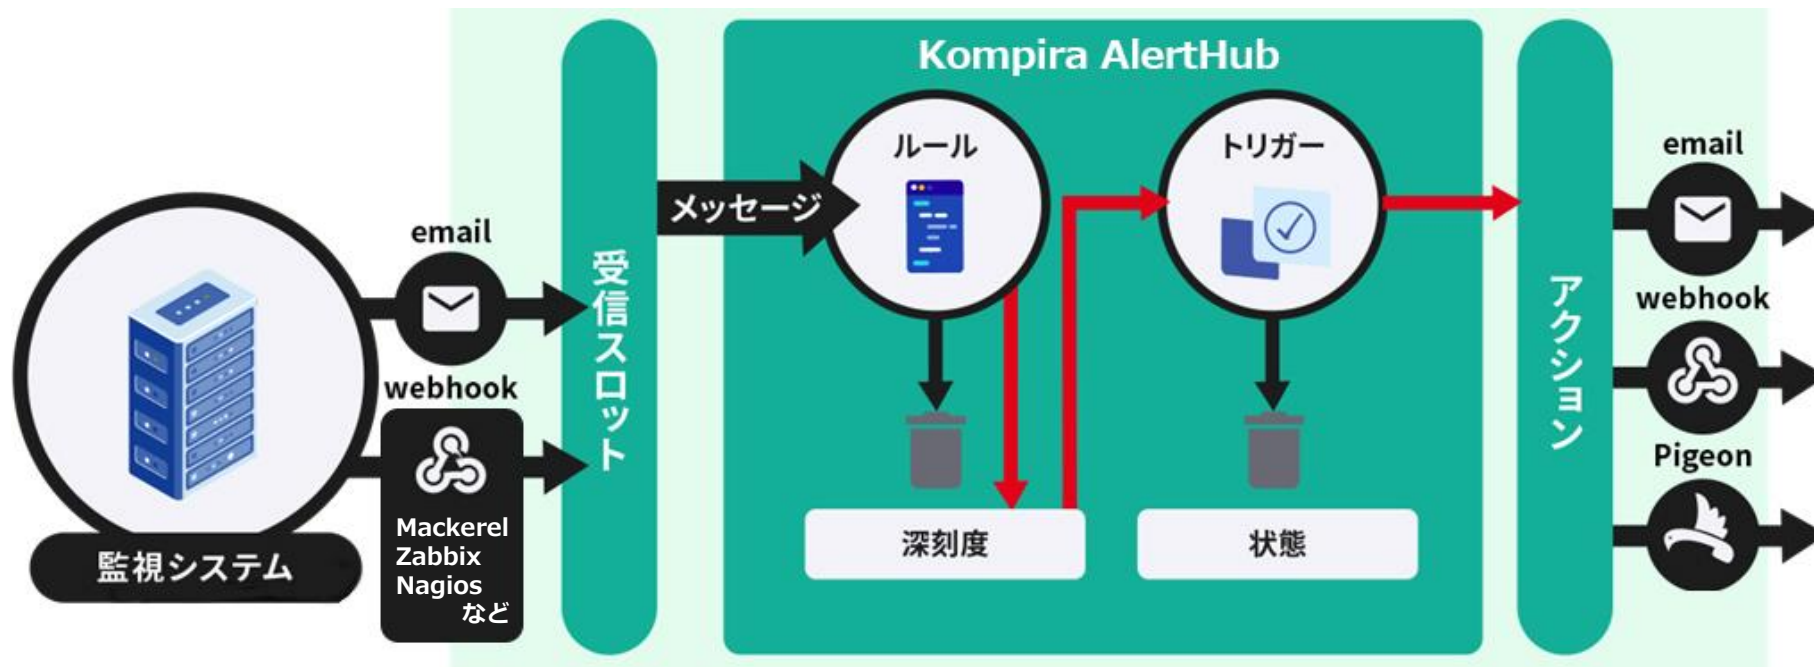 Kompira AlertHub
監視システム
email
webhook
Mackerel
Zabbix
Nagios
など
受信スロット
メッセージ
ルール
トリガー
深刻度
状態
アクション
email
webhook
Pigeon